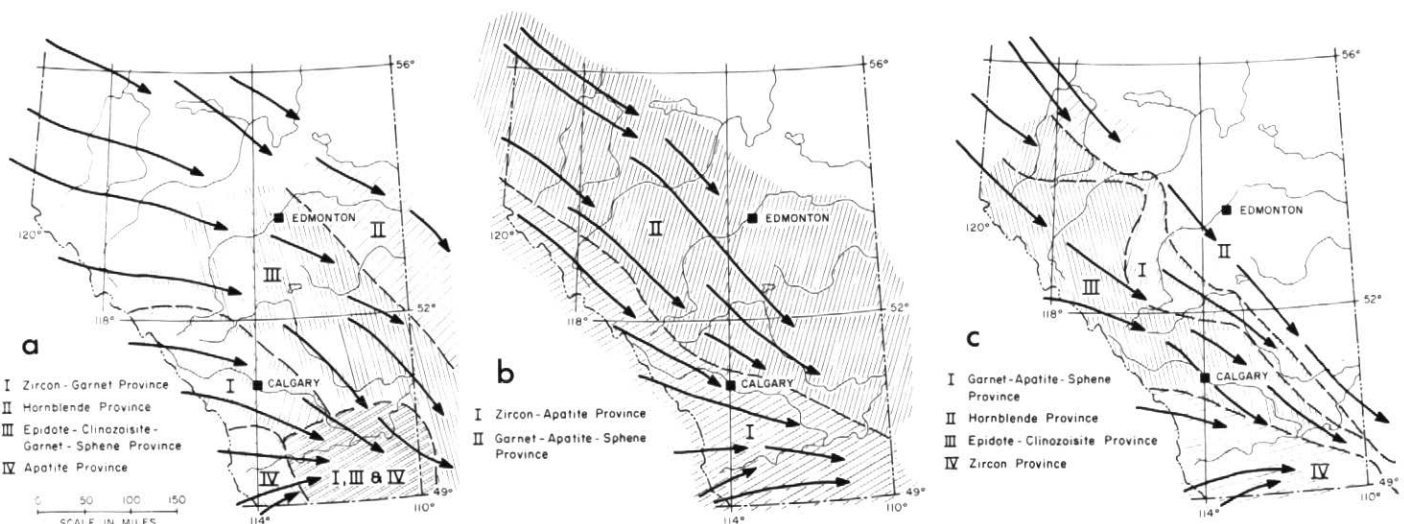 56°
II
EDMONTON
120°
III
52°
118°
a
I
CALGARY
I Zircon-Garnet Province
II Hornblende Province
III Epidote-Clinozoisite-
Garnet-Sphene Province
IV Apatite Province
IV
I, III & IV
49°
114°
110°
0 50 100 150
SCALE IN MILES
56°
EDMONTON
II
120°
52°
118°
b
CALGARY
I Zircon-Apatite Province
II Garnet-Apatite-Sphene
Province
I
49°
114°
110°
56°
EDMONTON
120°
II
I
III
52°
118°
c
CALGARY
I Garnet-Apatite-Sphene
Province
II Hornblende Province
III Epidote-Clinozoisite Province
IV Zircon Province
IV
49°
114°
110°